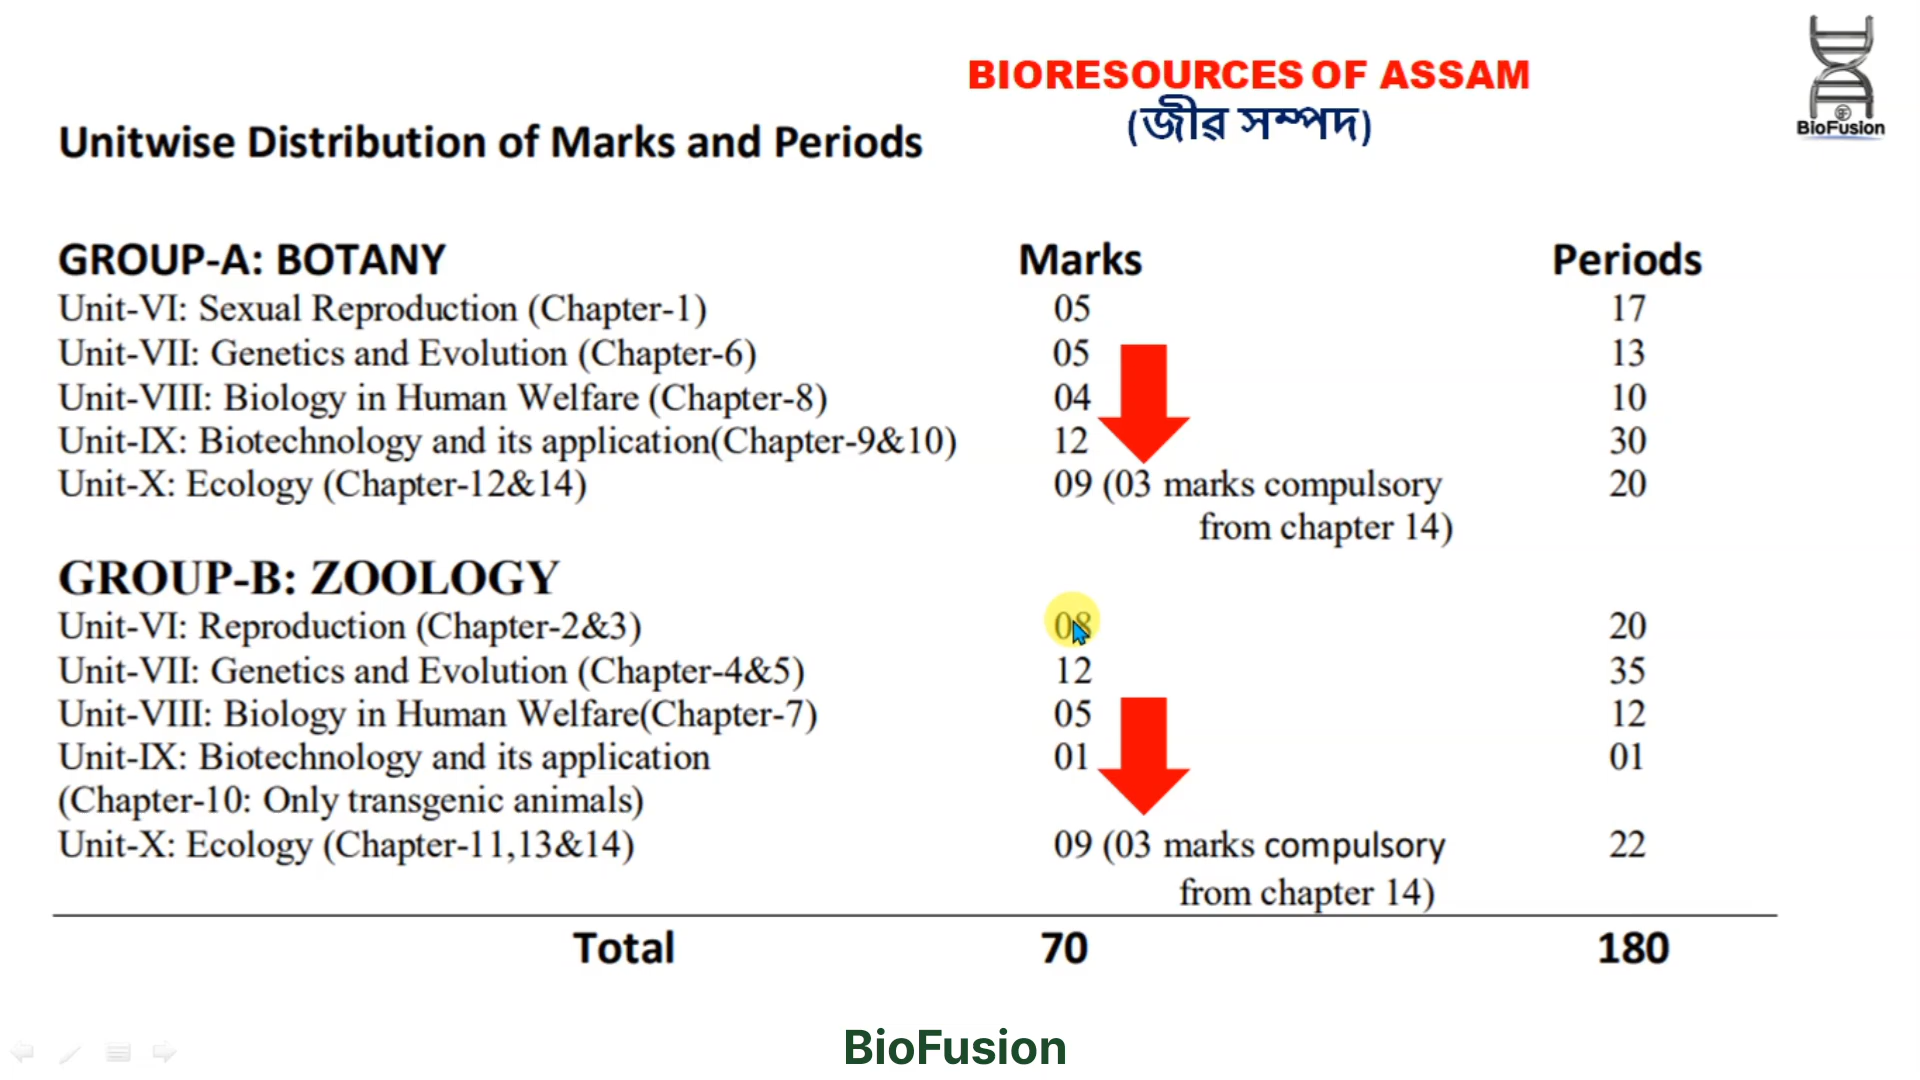 BIORESOURCES OF ASSAM
(জীৱ সম্পদ)
BioFusion
Unitwise Distribution of Marks and Periods
GROUP-A: BOTANY Marks Periods
Unit-VI: Sexual Reproduction (Chapter-1) 05 17
Unit-VII: Genetics and Evolution (Chapter-6) 05 13
Unit-VIII: Biology in Human Welfare (Chapter-8) 04 10
Unit-IX: Biotechnology and its application(Chapter-9&10) 12 30
Unit-X: Ecology (Chapter-12&14) 09 (03 marks compulsory 20
from chapter 14)
GROUP-B: ZOOLOGY
Unit-VI: Reproduction (Chapter-2&3) 08 20
Unit-VII: Genetics and Evolution (Chapter-4&5) 12 35
Unit-VIII: Biology in Human Welfare(Chapter-7) 05 12
Unit-IX: Biotechnology and its application 01 01
(Chapter-10: Only transgenic animals)
Unit-X: Ecology (Chapter-11,13&14) 09 (03 marks compulsory 22
from chapter 14)
Total 70 180
BioFusion